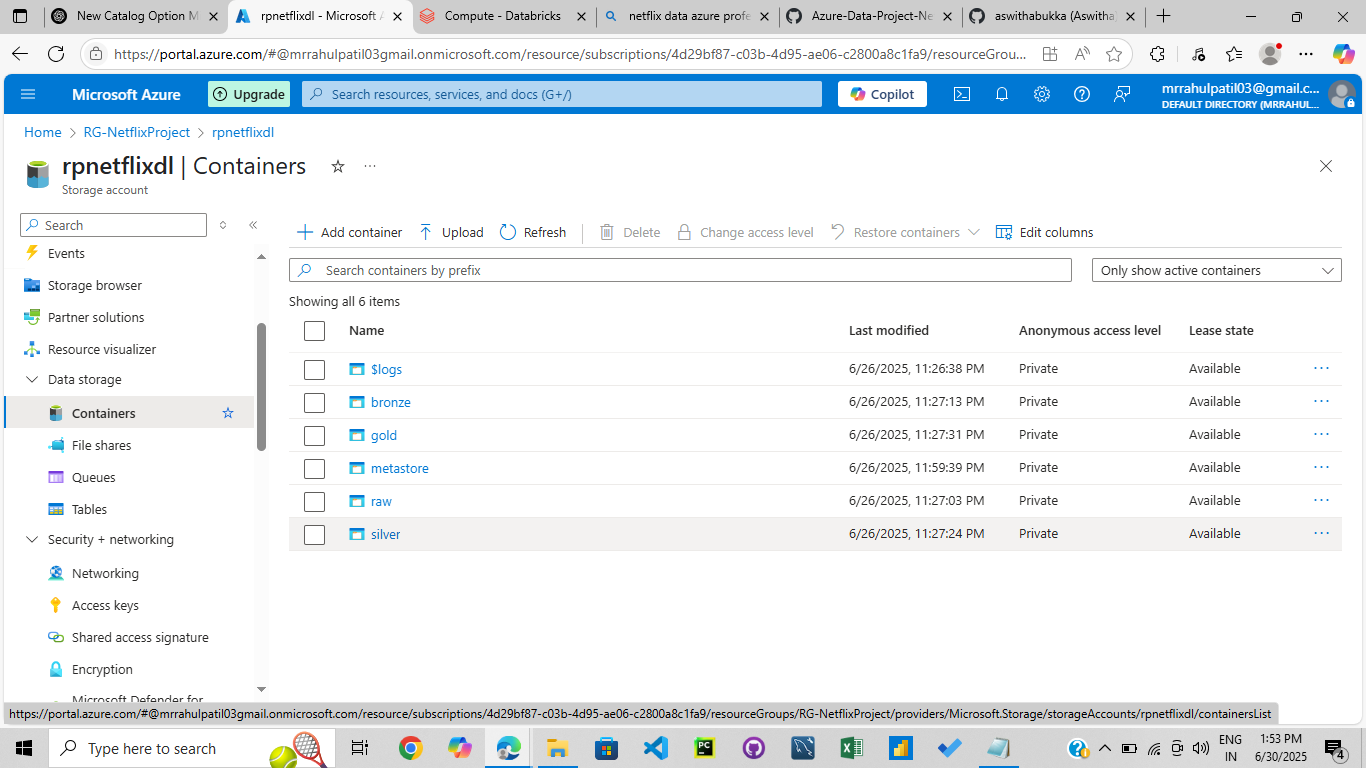 New Catalog Option M
rpnetflixdl - Microsoft A
Compute - Databricks
netflix data azure profe
Azure-Data-Project-Ne
aswithabukka (Aswitha
https://portal.azure.com/#@mrrahulpatil03gmail.onmicrosoft.com/resource/subscriptions/4d29bf87-c03b-4d95-ae06-c2800a8c1fa9/resourceGrou...
Microsoft Azure
Upgrade
Search resources, services, and docs (G+/)
Copilot
mrrahulpatil03@gmail.c...
DEFAULT DIRECTORY (MRRAHUL...
Home > RG-NetflixProject > rpnetflixdl
rpnetflixdl | Containers
Storage account
Search
Events
Storage browser
Partner solutions
Resource visualizer
Data storage
Containers
File shares
Queues
Tables
Security + networking
Networking
Access keys
Shared access signature
Encryption
Microsoft Defender for
Add container Upload Refresh Delete Change access level Restore containers Edit columns
Search containers by prefix
Only show active containers
Showing all 6 items
Name Last modified Anonymous access level Lease state
$logs 6/26/2025, 11:26:38 PM Private Available
bronze 6/26/2025, 11:27:13 PM Private Available
gold 6/26/2025, 11:27:31 PM Private Available
metastore 6/26/2025, 11:59:39 PM Private Available
raw 6/26/2025, 11:27:03 PM Private Available
silver 6/26/2025, 11:27:24 PM Private Available
https://portal.azure.com/#@mrrahulpatil03gmail.onmicrosoft.com/resource/subscriptions/4d29bf87-c03b-4d95-ae06-c2800a8c1fa9/resourceGroups/RG-NetflixProject/providers/Microsoft.Storage/storageAccounts/rpnetflixdl/containersList
Type here to search
ENG
IN
1:53 PM
6/30/2025
4